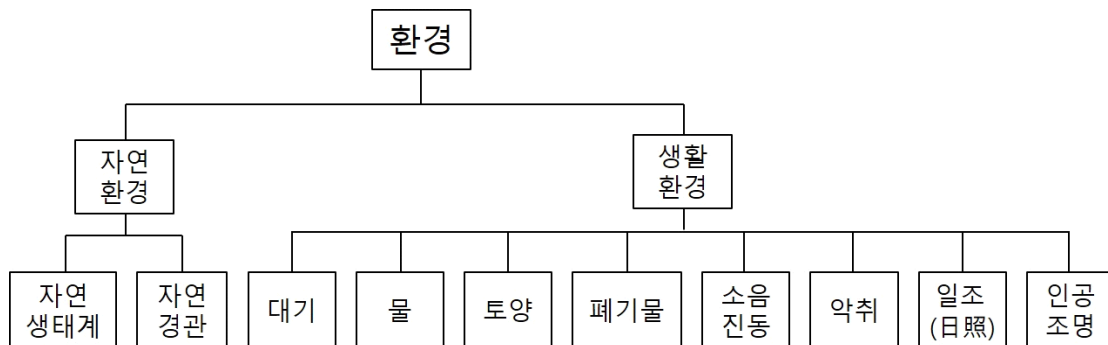 환경
자연
환경
생활
환경
자연
생태계
자연
경관
대기
물
토양
폐기물
소음
진동
악취
일조
(日照)
인공
조명